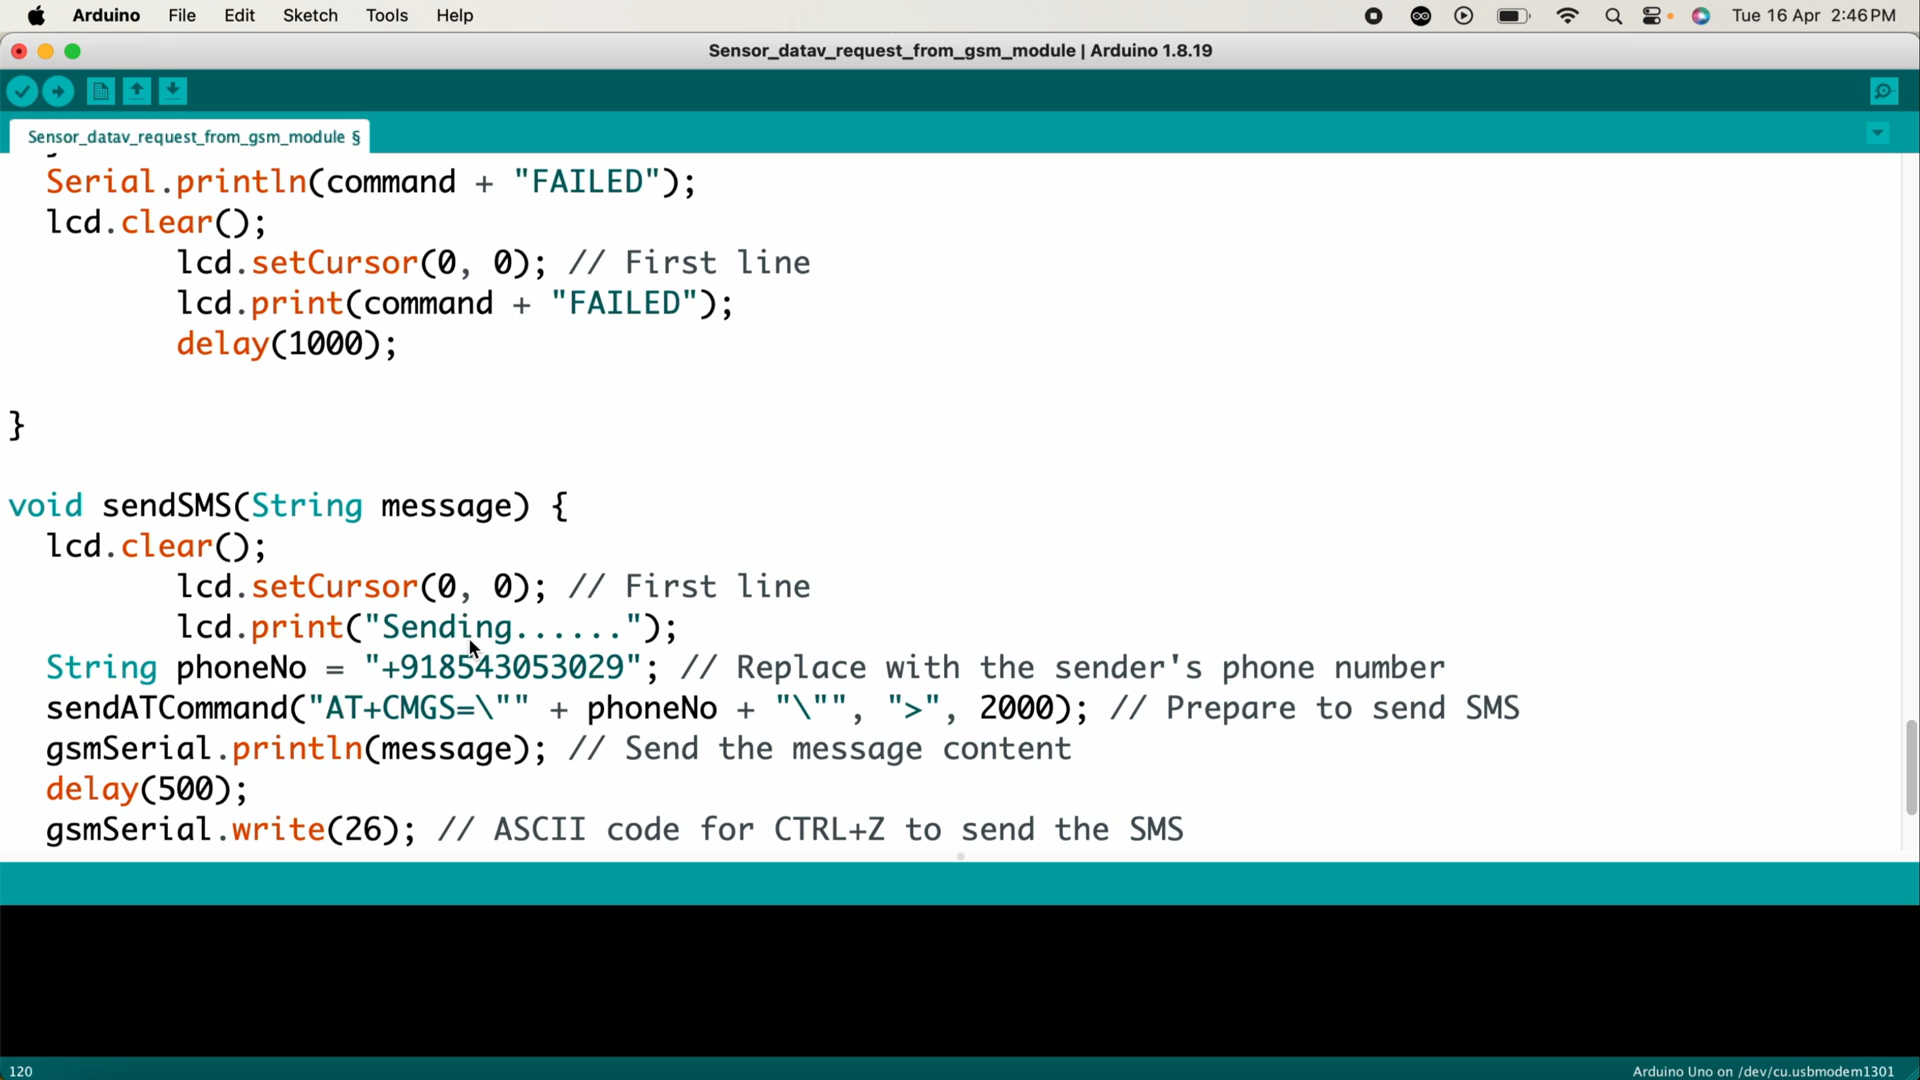 Arduino File Edit Sketch Tools Help Tue 16 Apr 2:46 PM
Sensor_datav_request_from_gsm_module | Arduino 1.8.19
Sensor_datav_request_from_gsm_module §
Serial.println(command + "FAILED");
lcd.clear();
lcd.setCursor(0, 0); // First line
lcd.print(command + "FAILED");
delay(1000);
}
void sendSMS(String message) {
lcd.clear();
lcd.setCursor(0, 0); // First line
lcd.print("Sending......");
String phoneNo = "+918543053029"; // Replace with the sender's phone number
sendATCommand("AT+CMGS=\"" + phoneNo + "\"", ">", 2000); // Prepare to send SMS
gsmSerial.println(message); // Send the message content
delay(500);
gsmSerial.write(26); // ASCII code for CTRL+Z to send the SMS
120 Arduino Uno on /dev/cu.usbmodem1301